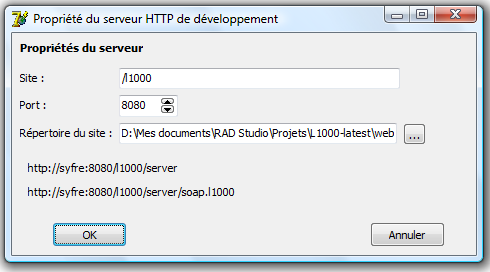 Propriété du serveur HTTP de développement
Propriétés du serveur
Site : /l1000
Port : 8080
Répertoire du site : D:\Mes documents\RAD Studio\Projets\L1000-latest\web ...
http://syfre:8080/l1000/server
http://syfre:8080/l1000/server/soap.l1000
OK Annuler